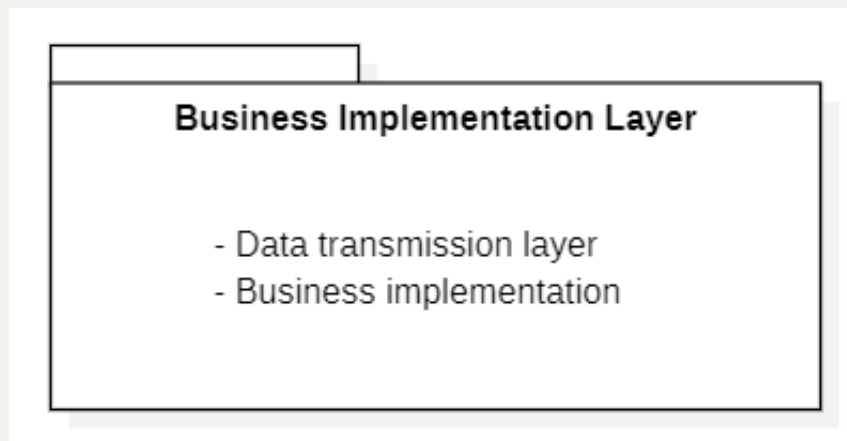 Business Implementation Layer
- Data transmission layer
- Business implementation